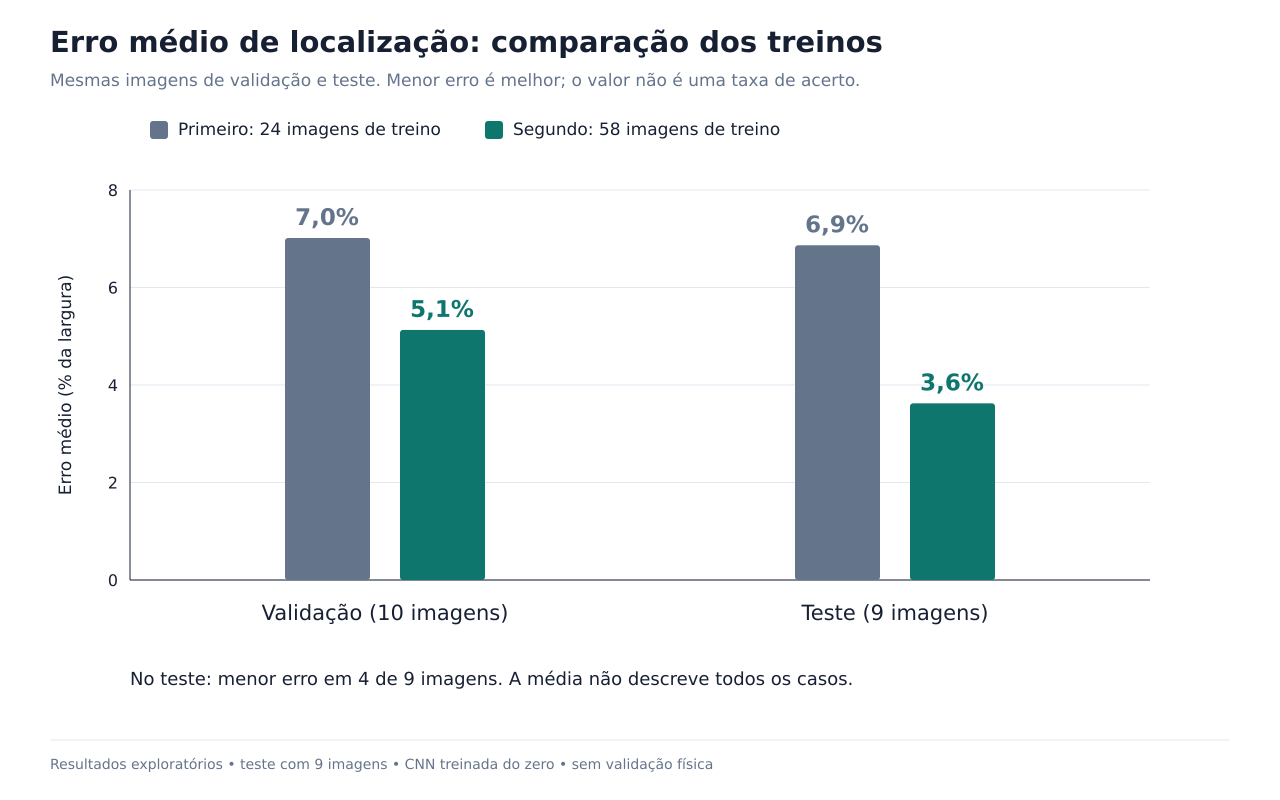 Erro médio de localização: comparação dos treinos
Mesmas imagens de validação e teste. Menor erro é melhor; o valor não é uma taxa de acerto.
Primeiro: 24 imagens de treino
Segundo: 58 imagens de treino
Erro médio (% da largura)
8
6
4
2
0
7,0%
5,1%
6,9%
3,6%
Validação (10 imagens)
Teste (9 imagens)
No teste: menor erro em 4 de 9 imagens. A média não descreve todos os casos.
Resultados exploratórios • teste com 9 imagens • CNN treinada do zero • sem validação física